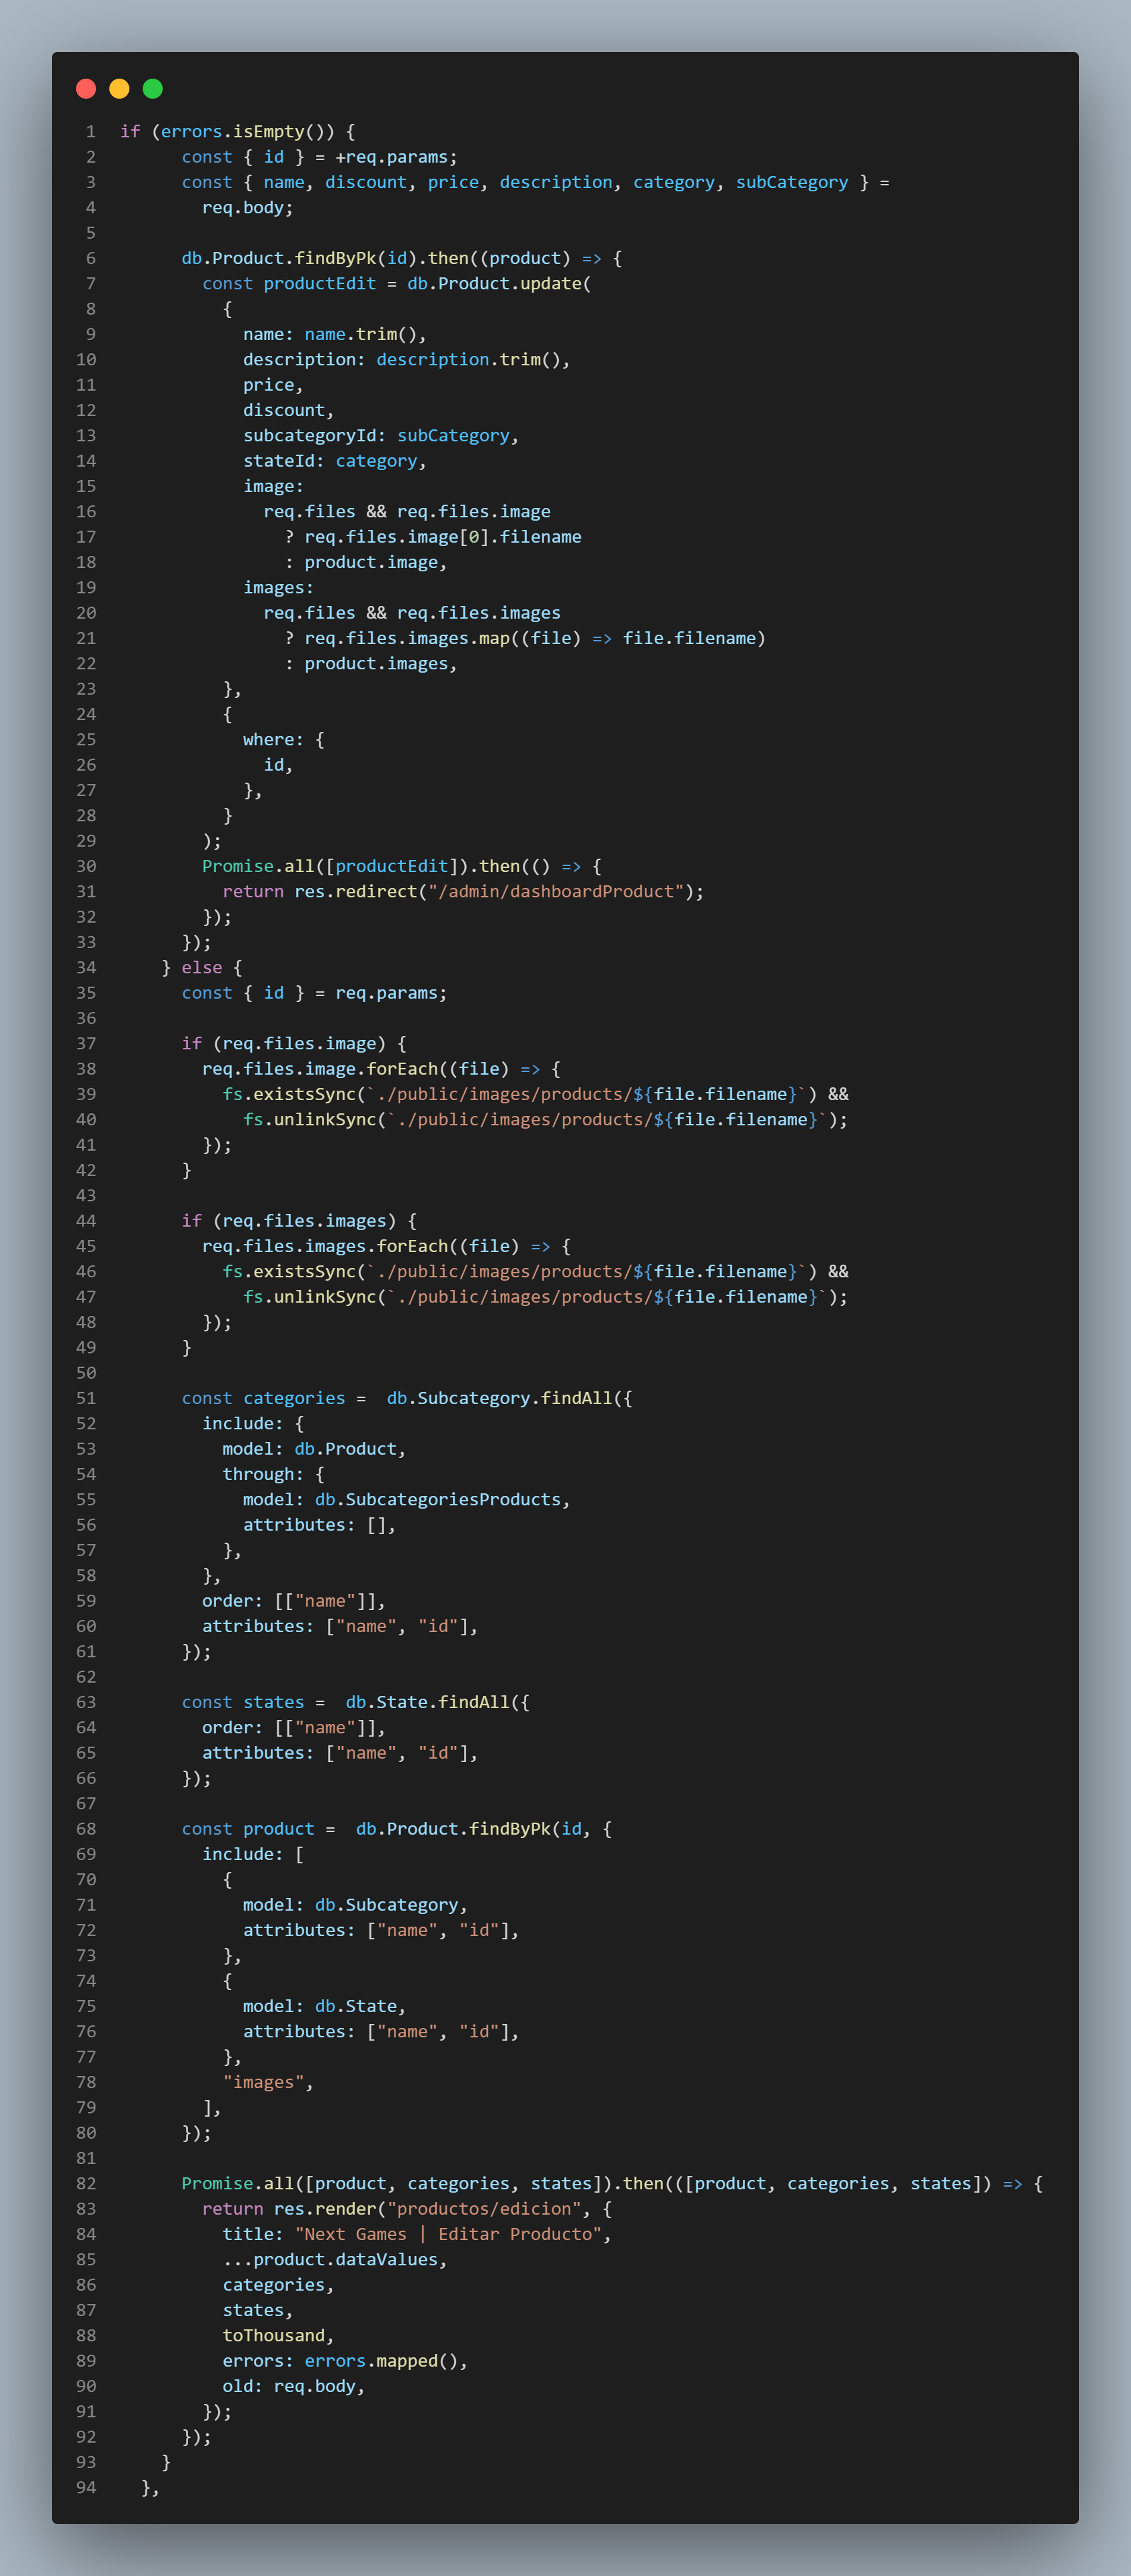 1 if (errors.isEmpty()) {
2 const { id } = +req.params;
3 const { name, discount, price, description, category, subCategory } =
4 req.body;
5
6 db.Product.findByPk(id).then((product) => {
7 const productEdit = db.Product.update(
8 {
9 name: name.trim(),
10 description: description.trim(),
11 price,
12 discount,
13 subcategoryId: subCategory,
14 stateId: category,
15 image:
16 req.files && req.files.image
17 ? req.files.image[0].filename
18 : product.image,
19 images:
20 req.files && req.files.images
21 ? req.files.images.map((file) => file.filename)
22 : product.images,
23 },
24 {
25 where: {
26 id,
27 },
28 }
29 );
30 Promise.all([productEdit]).then(() => {
31 return res.redirect("/admin/dashboardProduct");
32 });
33 });
34 } else {
35 const { id } = req.params;
36
37 if (req.files.image) {
38 req.files.image.forEach((file) => {
39 fs.existsSync(`./public/images/products/${file.filename}`) &&
40 fs.unlinkSync(`./public/images/products/${file.filename}`);
41 });
42 }
43
44 if (req.files.images) {
45 req.files.images.forEach((file) => {
46 fs.existsSync(`./public/images/products/${file.filename}`) &&
47 fs.unlinkSync(`./public/images/products/${file.filename}`);
48 });
49 }
50
51 const categories =  db.Subcategory.findAll({
52 include: {
53 model: db.Product,
54 through: {
55 model: db.SubcategoriesProducts,
56 attributes: [],
57 },
58 },
59 order: [["name"]],
60 attributes: ["name", "id"],
61 });
62
63 const states =  db.State.findAll({
64 order: [["name"]],
65 attributes: ["name", "id"],
66 });
67
68 const product =  db.Product.findByPk(id, {
69 include: [
70 {
71 model: db.Subcategory,
72 attributes: ["name", "id"],
73 },
74 {
75 model: db.State,
76 attributes: ["name", "id"],
77 },
78 "images",
79 ],
80 });
81
82 Promise.all([product, categories, states]).then(([product, categories, states]) => {
83 return res.render("productos/edicion", {
84 title: "Next Games | Editar Producto",
85 ...product.dataValues,
86 categories,
87 states,
88 toThousand,
89 errors: errors.mapped(),
90 old: req.body,
91 });
92 });
93 }
94 },